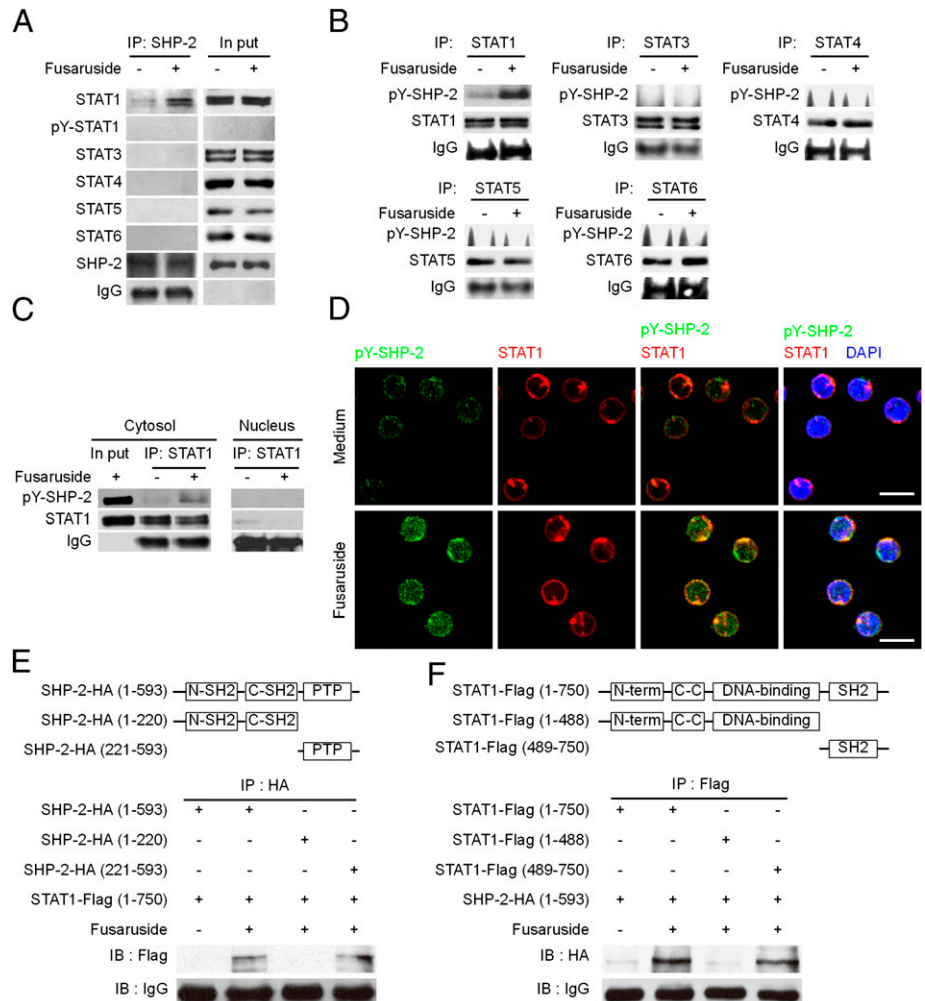 A
IP: SHP-2 In put
Fusaruside - + - +
STAT1
pY-STAT1
STAT3
STAT4
STAT5
STAT6
SHP-2
IgG
B
IP: STAT1
Fusaruside - +
pY-SHP-2
STAT1
IgG
IP: STAT3
Fusaruside - +
pY-SHP-2
STAT3
IgG
IP: STAT4
Fusaruside - +
pY-SHP-2
STAT4
IgG
IP: STAT5
Fusaruside - +
pY-SHP-2
STAT5
IgG
IP: STAT6
Fusaruside - +
pY-SHP-2
STAT6
IgG
C
Cytosol Nucleus
In put IP: STAT1 IP: STAT1
Fusaruside + - + - +
pY-SHP-2
STAT1
IgG
D
pY-SHP-2 pY-SHP-2
pY-SHP-2 STAT1 STAT1 STAT1 DAPI
Medium
Fusaruside
E
SHP-2-HA (1-593) N-SH2 C-SH2 PTP
SHP-2-HA (1-220) N-SH2 C-SH2
SHP-2-HA (221-593) PTP
IP : HA
SHP-2-HA (1-593) + + - -
SHP-2-HA (1-220) - - + -
SHP-2-HA (221-593) - - - +
STAT1-Flag (1-750) + + + +
Fusaruside - + + +
IB : Flag
IB : IgG
F
STAT1-Flag (1-750) N-term C-C DNA-binding SH2
STAT1-Flag (1-488) N-term C-C DNA-binding
STAT1-Flag (489-750) SH2
IP : Flag
STAT1-Flag (1-750) + + - -
STAT1-Flag (1-488) - - + -
STAT1-Flag (489-750) - - - +
SHP-2-HA (1-593) + + + +
Fusaruside - + + +
IB : HA
IB : IgG